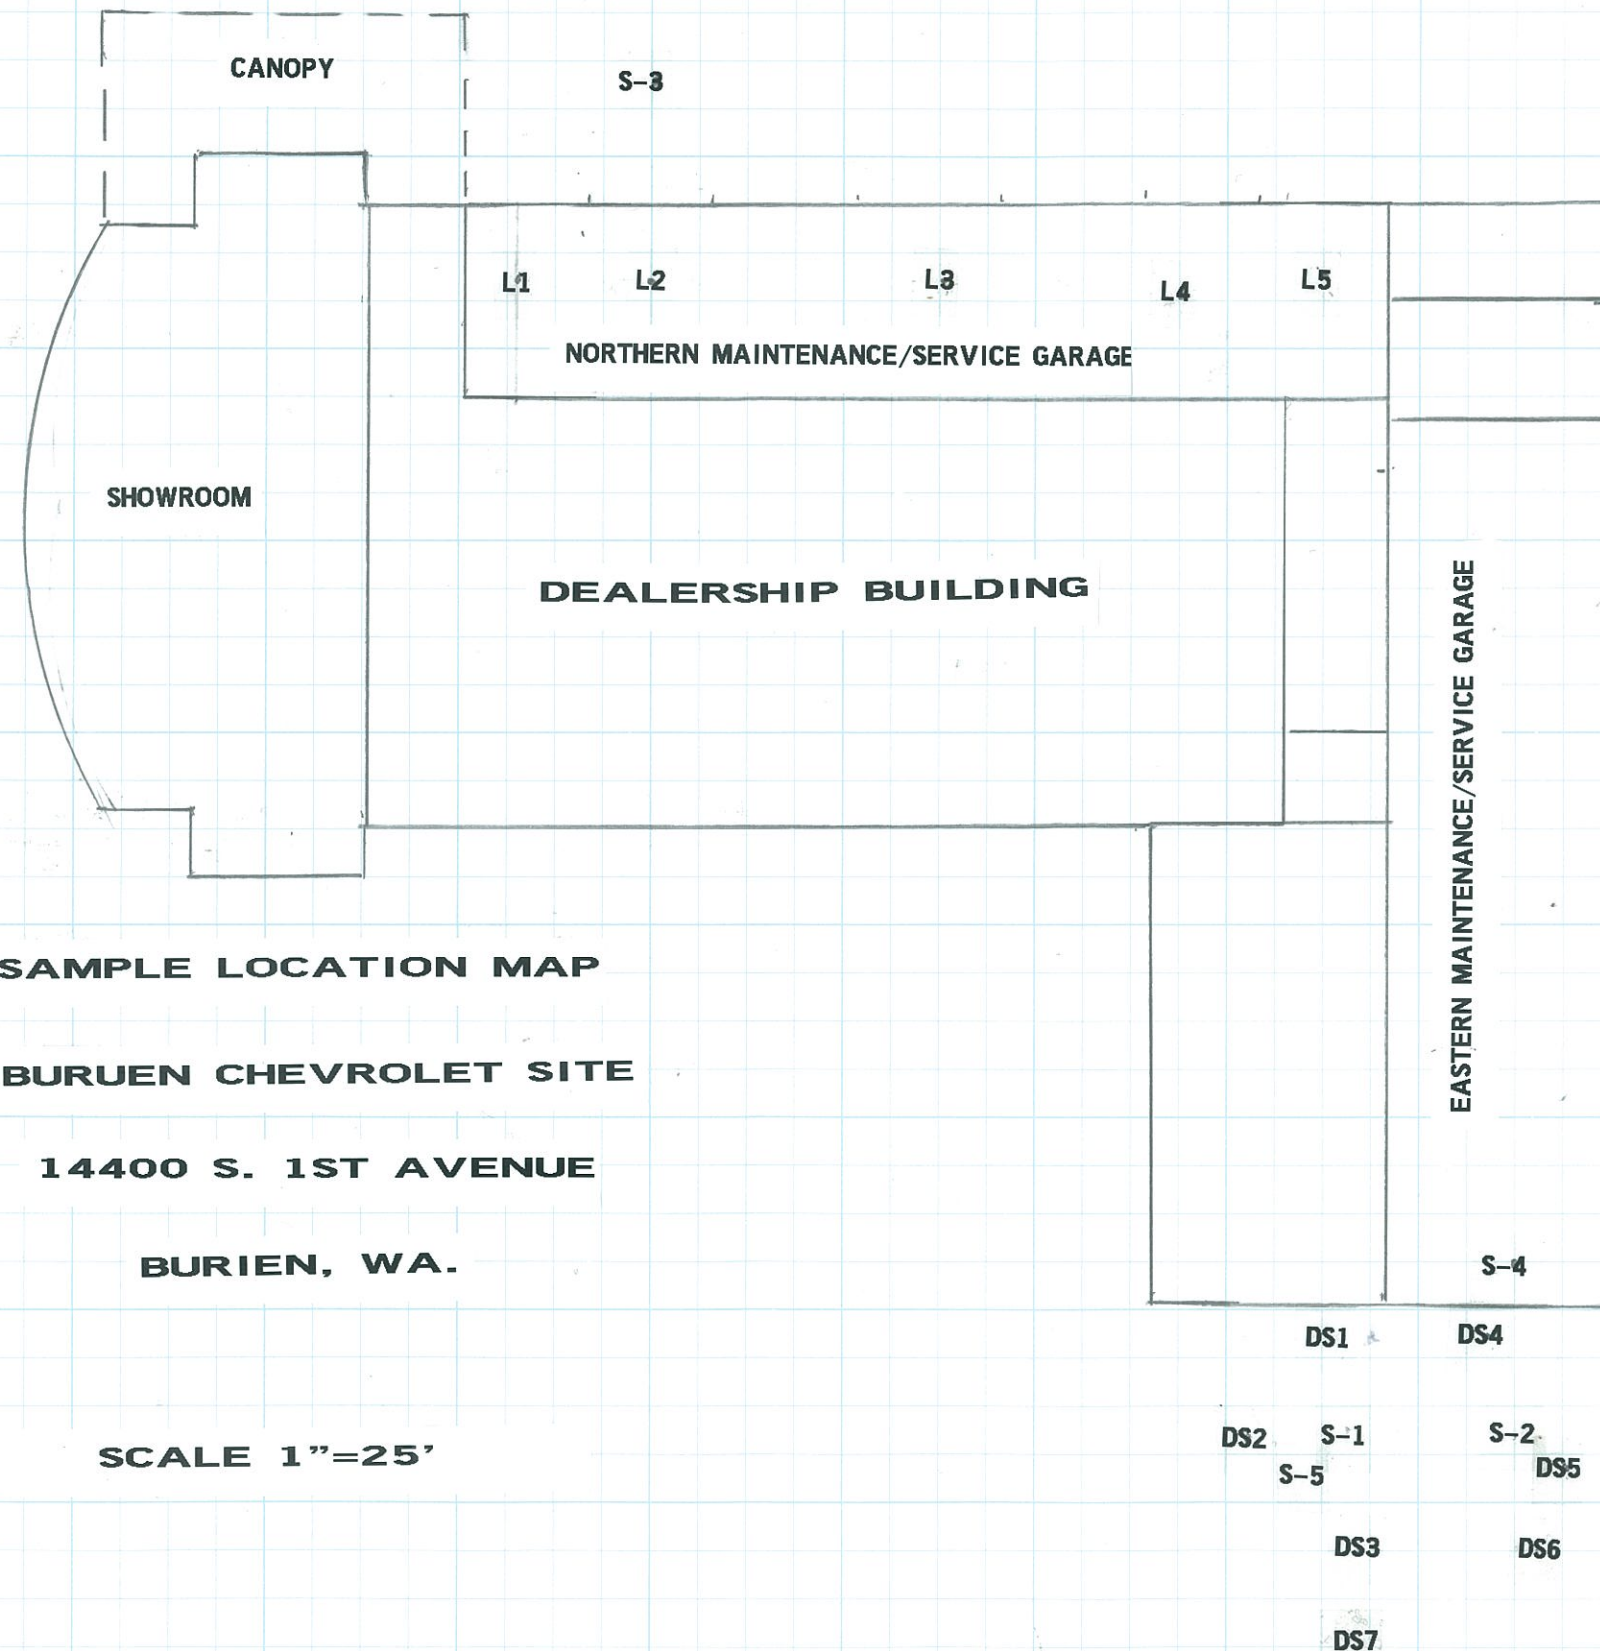 CANOPY
S-3
L1 L2 L3 L4 L5
NORTHERN MAINTENANCE/SERVICE GARAGE
SHOWROOM
DEALERSHIP BUILDING
EASTERN MAINTENANCE/SERVICE GARAGE
SAMPLE LOCATION MAP
BURUEN CHEVROLET SITE
14400 S. 1ST AVENUE
BURIEN, WA.
S-4
DS1 DS4
SCALE 1"=25'
DS2 S-1 S-2
S-5 DS5
DS3 DS6
DS7